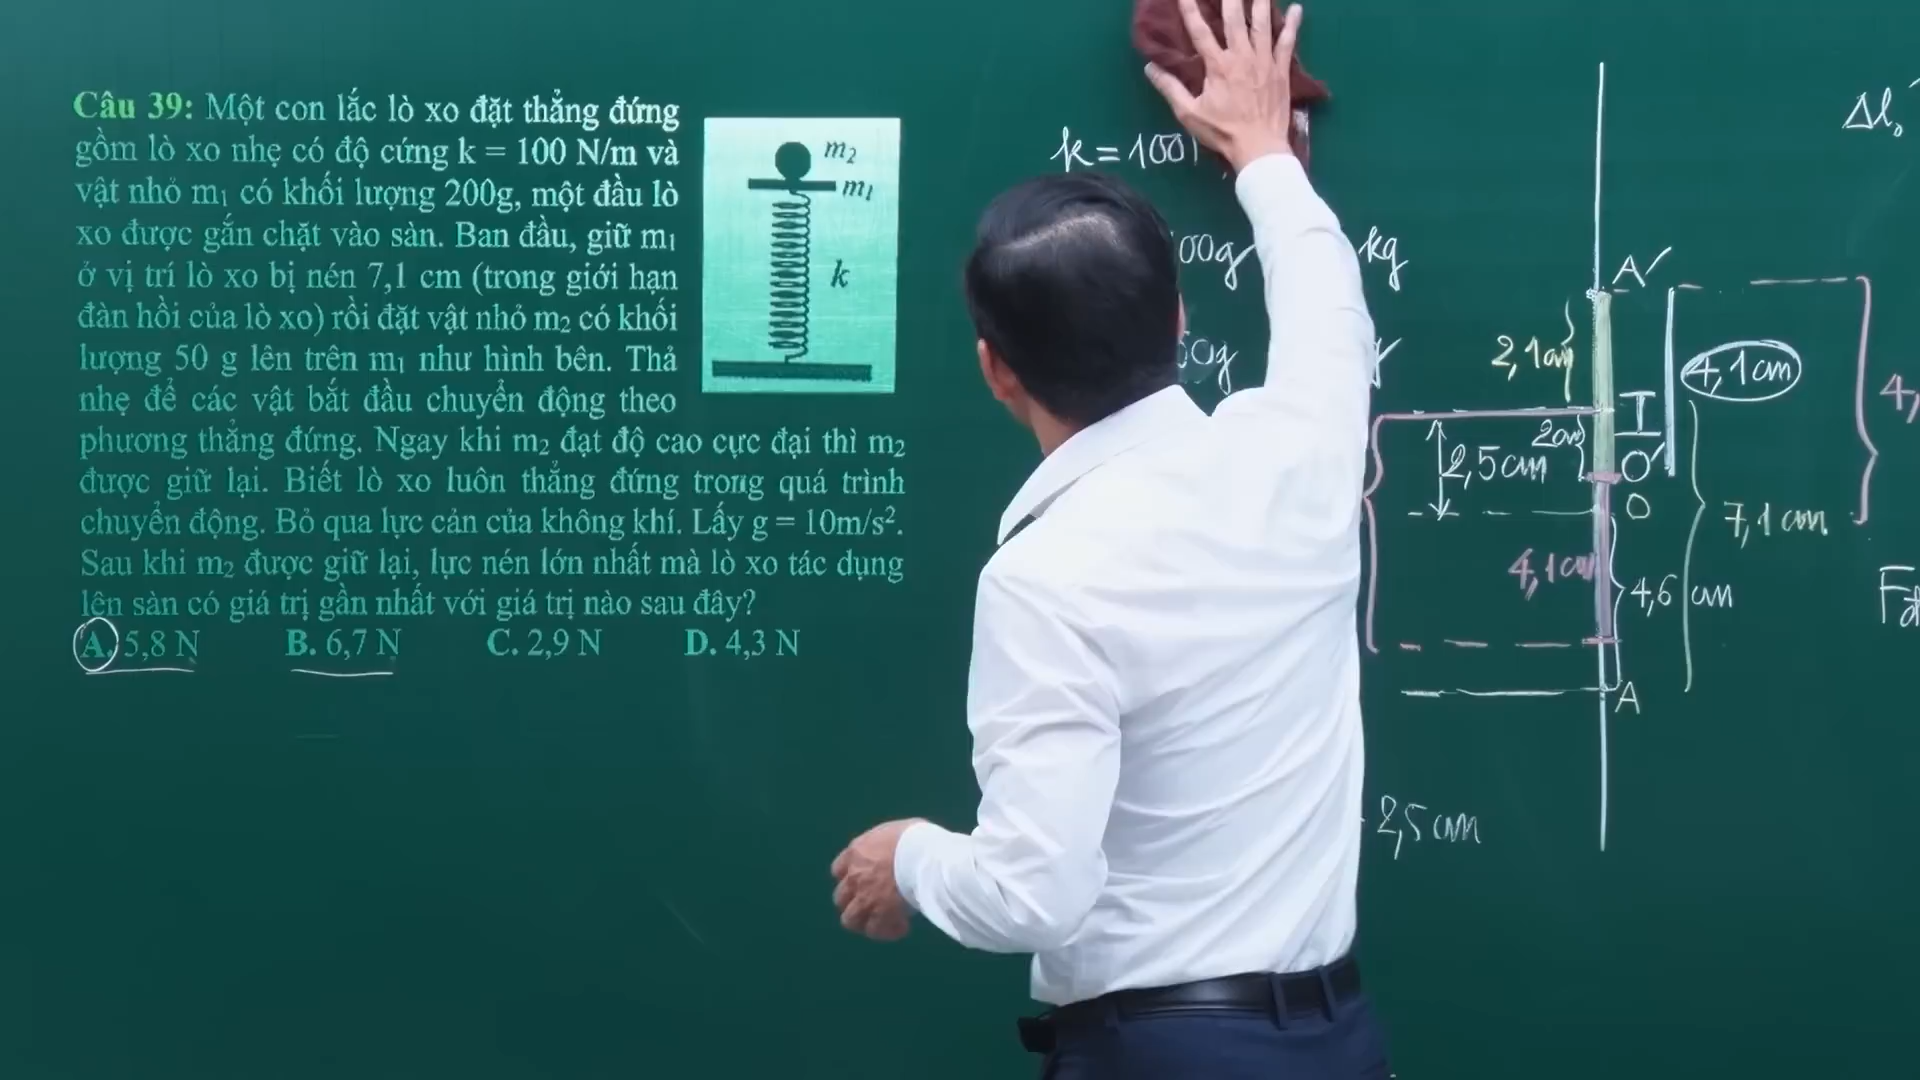 Câu 39: Một con lắc lò xo đặt thẳng đứng
gồm lò xo nhẹ có độ cứng k = 100 N/m và
vật nhỏ m₁ có khối lượng 200g, một đầu lò
xo được gắn chặt vào sàn. Ban đầu, giữ m₁
ở vị trí lò xo bị nén 7,1 cm (trong giới hạn
đàn hồi của lò xo) rồi đặt vật nhỏ m₂ có khối
lượng 50 g lên trên m₁ như hình bên. Thả
nhẹ để các vật bắt đầu chuyển động theo
phương thẳng đứng. Ngay khi m₂ đạt độ cao cực đại thì m₂
được giữ lại. Biết lò xo luôn thẳng đứng trong quá trình
chuyển động. Bỏ qua lực cản của không khí. Lấy g = 10m/s².
Sau khi m₂ được giữ lại, lực nén lớn nhất mà lò xo tác dụng
lên sàn có giá trị gần nhất với giá trị nào sau đây?
A. 5,8 N B. 6,7 N C. 2,9 N D. 4,3 N
m₂
m₁
k
k = 100
00g kg
50g
A'
2,1cm
4,1cm
I
2cm
2,5cm
O'
O
7,1cm
4,1cm
4,6 cm
A
2,5cm
Δl₀
4,
Fđ